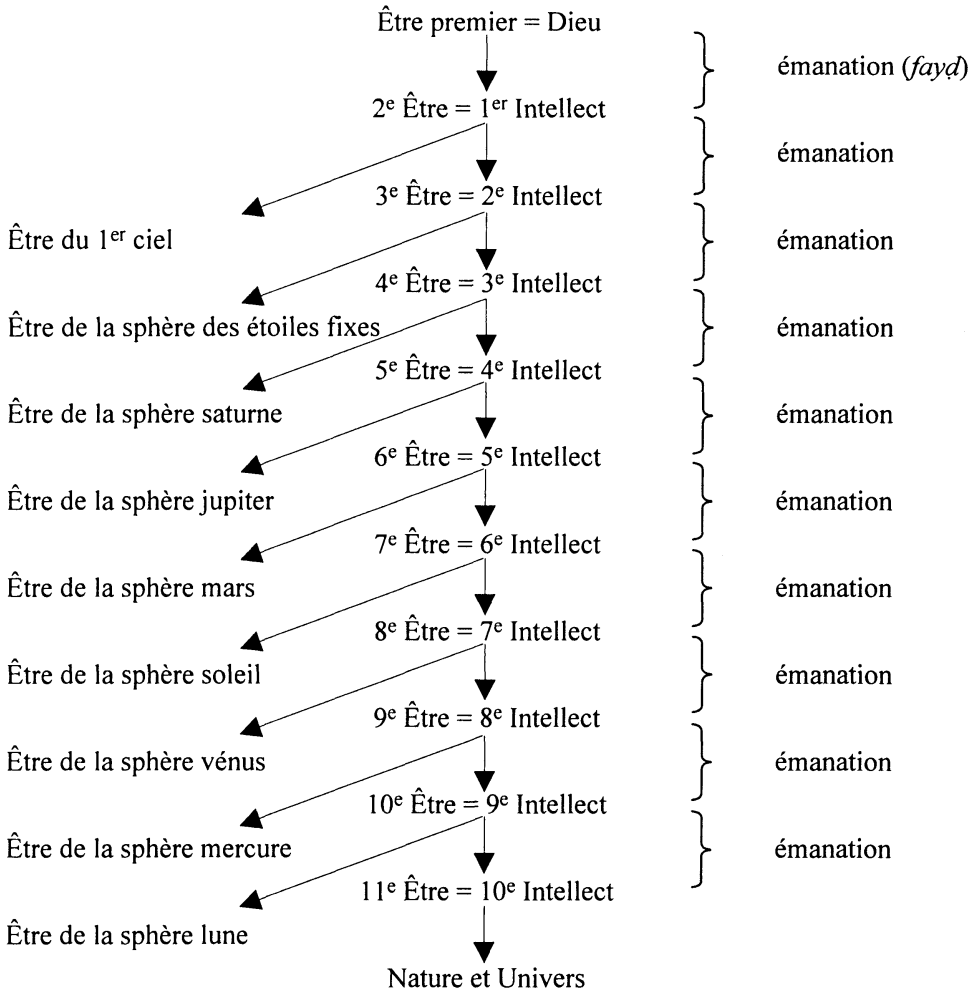 Être premier = Dieu
émanation (fayḍ)
2ᵉ Être = 1ᵉʳ Intellect
émanation
3ᵉ Être = 2ᵉ Intellect
Être du 1ᵉʳ ciel
émanation
4ᵉ Être = 3ᵉ Intellect
Être de la sphère des étoiles fixes
émanation
5ᵉ Être = 4ᵉ Intellect
Être de la sphère saturne
émanation
6ᵉ Être = 5ᵉ Intellect
Être de la sphère jupiter
émanation
7ᵉ Être = 6ᵉ Intellect
Être de la sphère mars
émanation
8ᵉ Être = 7ᵉ Intellect
Être de la sphère soleil
émanation
9ᵉ Être = 8ᵉ Intellect
Être de la sphère vénus
émanation
10ᵉ Être = 9ᵉ Intellect
Être de la sphère mercure
émanation
11ᵉ Être = 10ᵉ Intellect
Être de la sphère lune
Nature et Univers